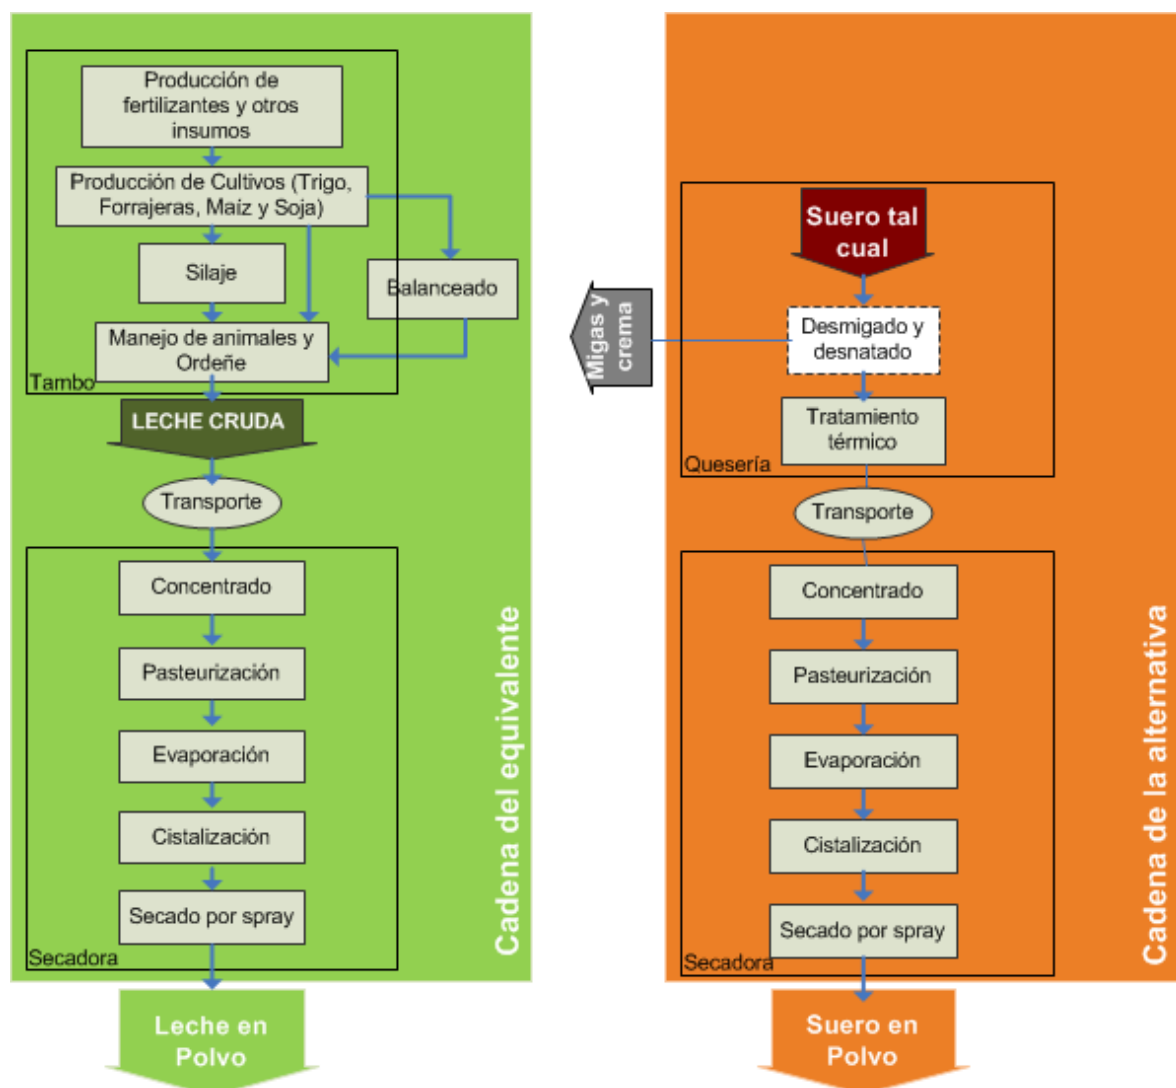 Producción de
fertilizantes y otros
insumos
Producción de Cultivos (Trigo,
Forrajeras, Maíz y Soja)
Silaje
Balanceado
Manejo de animales y
Ordeñe
Tambo
LECHE CRUDA
Transporte
Concentrado
Pasteurización
Evaporación
Cistalización
Secado por spray
Secadora
Cadena del equivalente
Leche en
Polvo
Suero tal
cual
Migas y
crema
Desmigado y
desnatado
Tratamiento
térmico
Quesería
Transporte
Concentrado
Pasteurización
Evaporación
Cistalización
Secado por spray
Secadora
Cadena de la alternativa
Suero en
Polvo